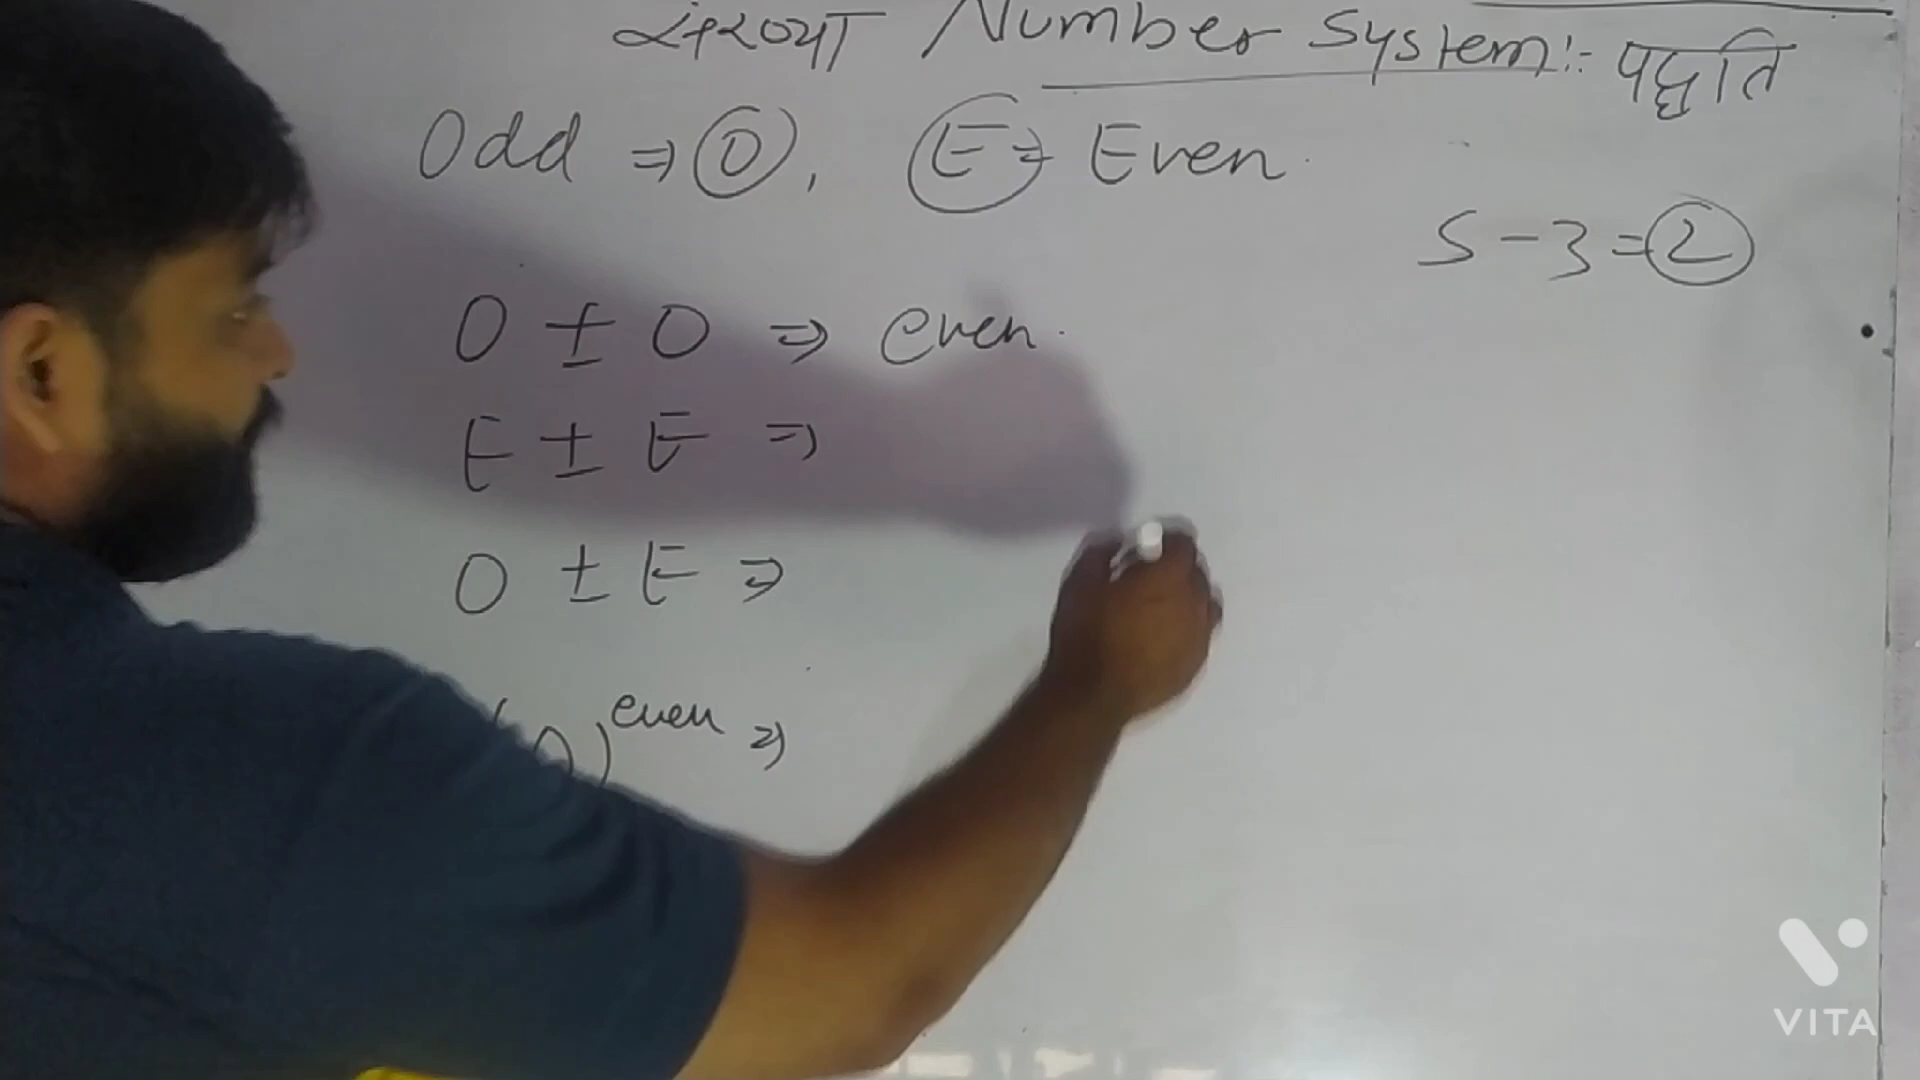 संख्या Number System:- पद्धति
Odd ⇒ O, E ⇒ Even.
5 - 3 = 2
O ± O ⇒ even.
E ± E ⇒
O ± E ⇒
(O)^even ⇒
VITA